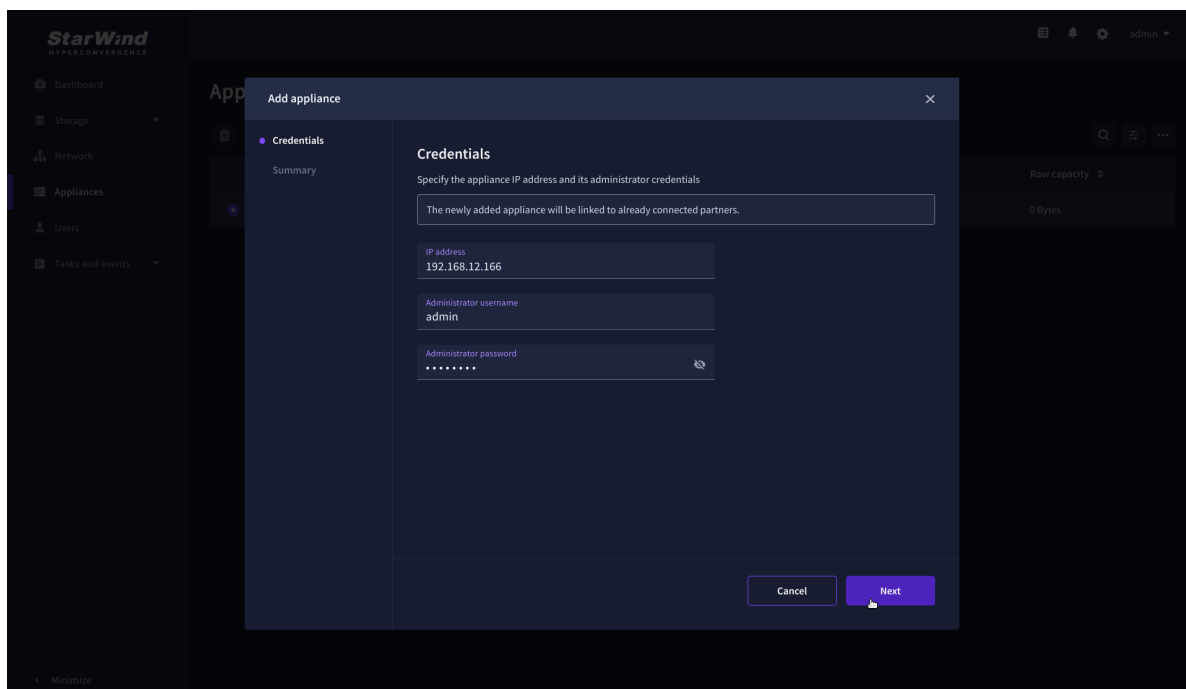 StarWind
HYPERCONVERGENCE
admin
Dashboard
Storage
Network
Appliances
Users
Tasks and events
Minimize
App
Raw capacity
0 Bytes
Add appliance
Credentials
Summary
Credentials
Specify the appliance IP address and its administrator credentials
The newly added appliance will be linked to already connected partners.
IP address
192.168.12.166
Administrator username
admin
Administrator password
••••••••
Cancel
Next